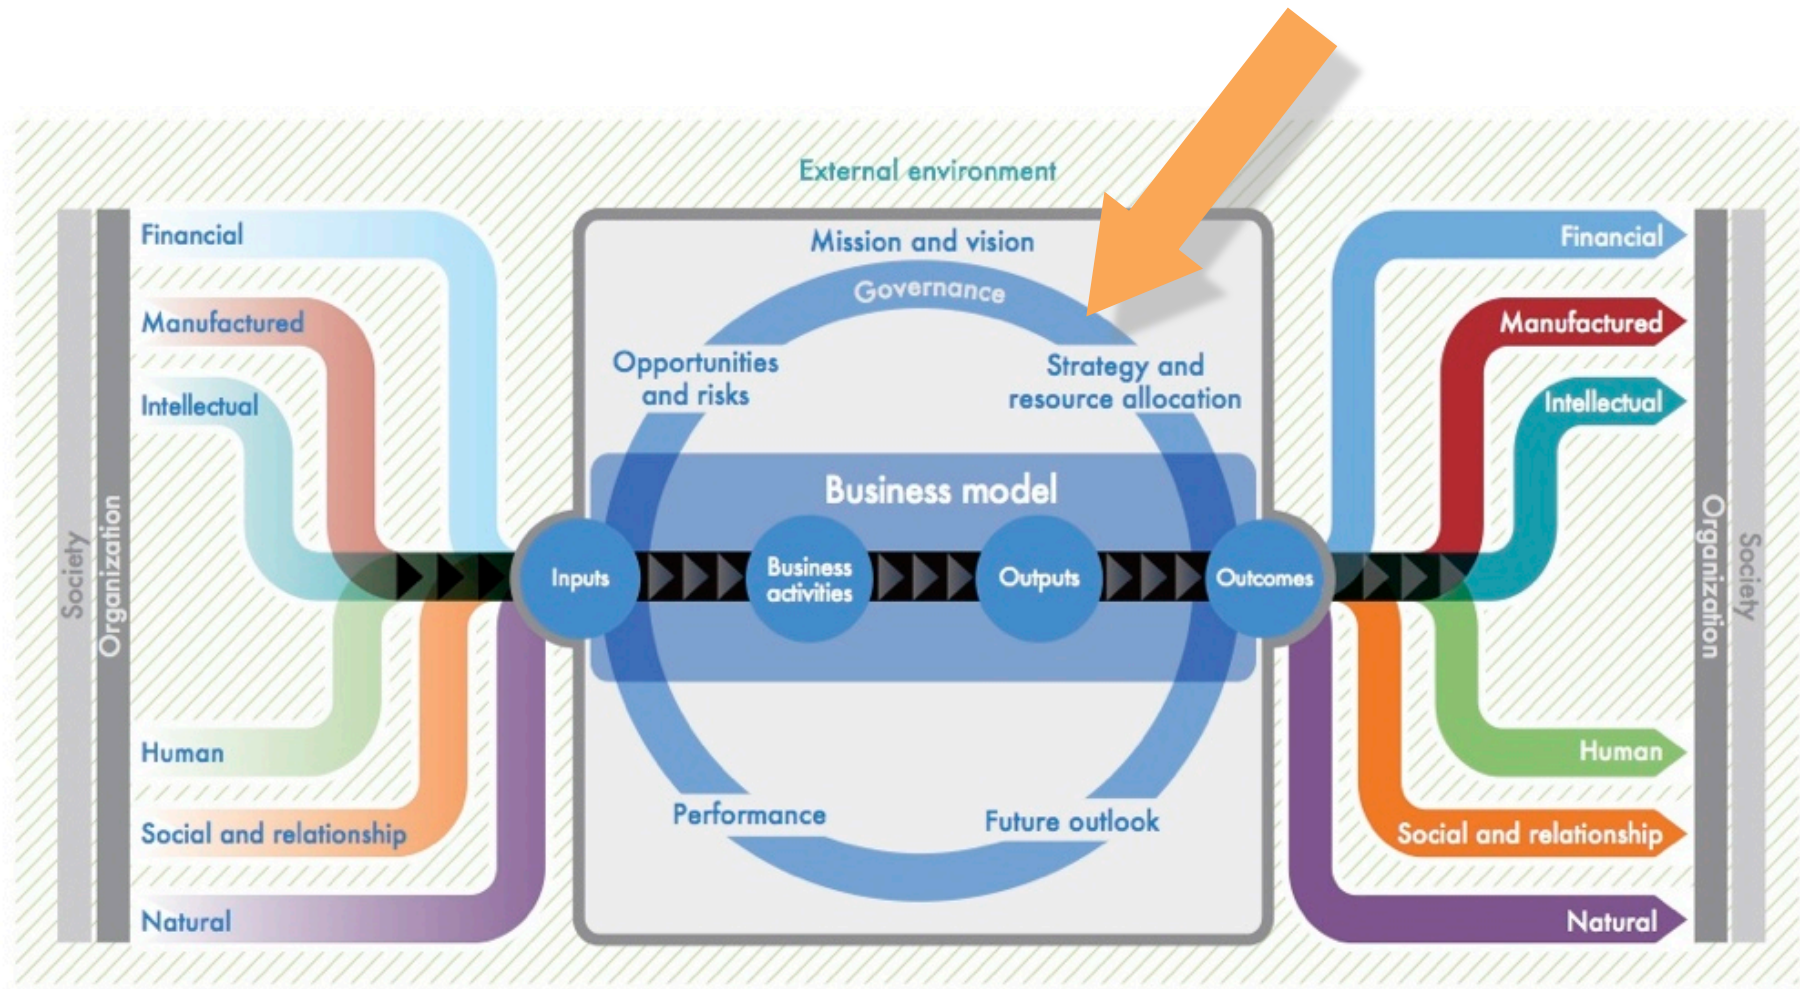 External environment
Society
Organization
Financial
Manufactured
Intellectual
Human
Social and relationship
Natural
Mission and vision
Governance
Opportunities
and risks
Strategy and
resource allocation
Business model
Inputs
Business
activities
Outputs
Outcomes
Performance
Future outlook
Financial
Manufactured
Intellectual
Human
Social and relationship
Natural
Organization
Society